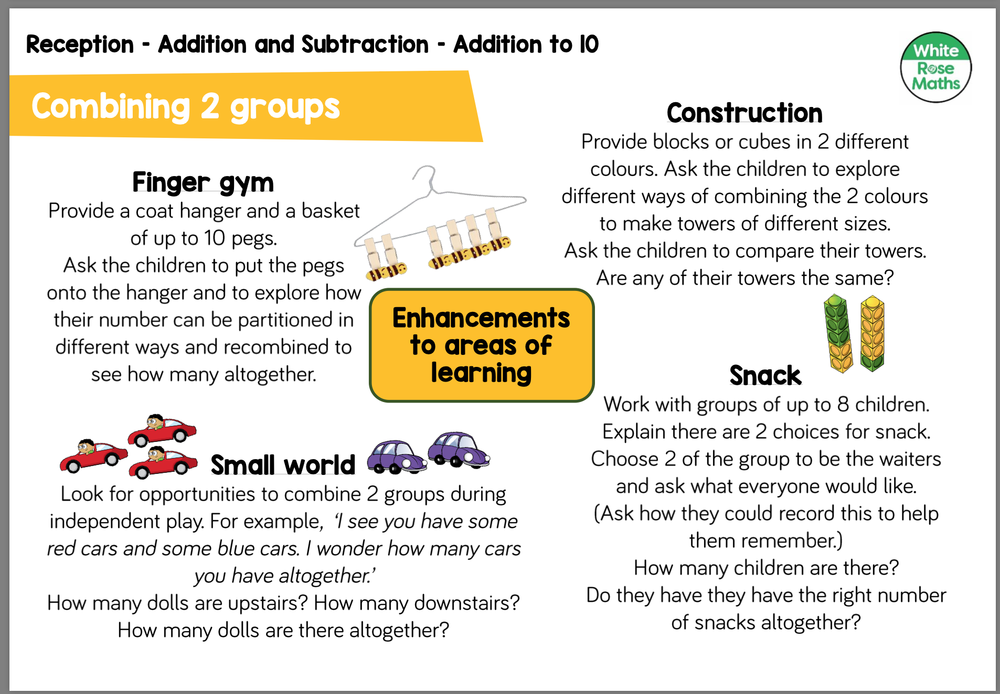 Reception - Addition and Subtraction - Addition to 10
White
Rose
Maths
Combining 2 groups
Construction
Provide blocks or cubes in 2 different
colours. Ask the children to explore
different ways of combining the 2 colours
to make towers of different sizes.
Ask the children to compare their towers.
Are any of their towers the same?
Finger gym
Provide a coat hanger and a basket
of up to 10 pegs.
Ask the children to put the pegs
onto the hanger and to explore how
their number can be partitioned in
different ways and recombined to
see how many altogether.
Enhancements
to areas of
learning
Snack
Work with groups of up to 8 children.
Explain there are 2 choices for snack.
Choose 2 of the group to be the waiters
and ask what everyone would like.
(Ask how they could record this to help
them remember.)
How many children are there?
Do they have they have the right number
of snacks altogether?
Small world
Look for opportunities to combine 2 groups during
independent play. For example, ‘I see you have some
red cars and some blue cars. I wonder how many cars
you have altogether.’
How many dolls are upstairs? How many downstairs?
How many dolls are there altogether?